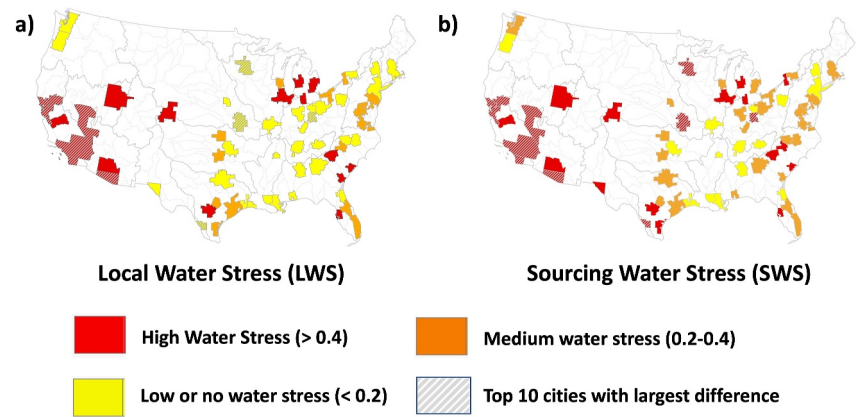 a)
b)
Local Water Stress (LWS)
Sourcing Water Stress (SWS)
High Water Stress (> 0.4)
Medium water stress (0.2-0.4)
Low or no water stress (< 0.2)
Top 10 cities with largest difference